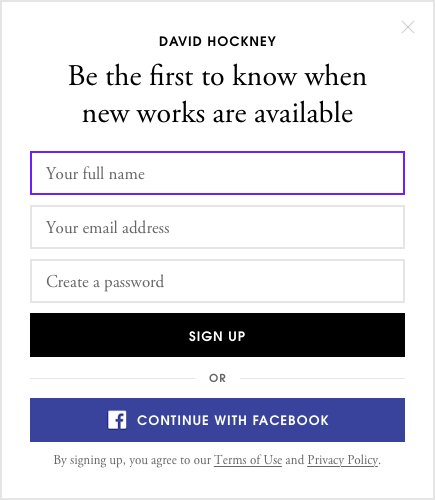 DAVID HOCKNEY
Be the first to know when
new works are available
Your full name
Your email address
Create a password
SIGN UP
OR
CONTINUE WITH FACEBOOK
By signing up, you agree to our Terms of Use and Privacy Policy.